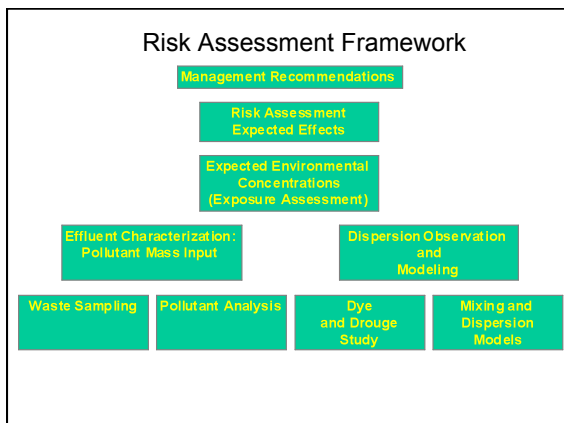 Risk Assessment Framework
Management Recommendations
Risk Assessment
Expected Effects
Expected Environmental
Concentrations
(Exposure Assessment)
Effluent Characterization:
Pollutant Mass Input
Dispersion Observation
and
Modeling
Waste Sampling
Pollutant Analysis
Dye
and Drouge
Study
Mixing and
Dispersion
Models